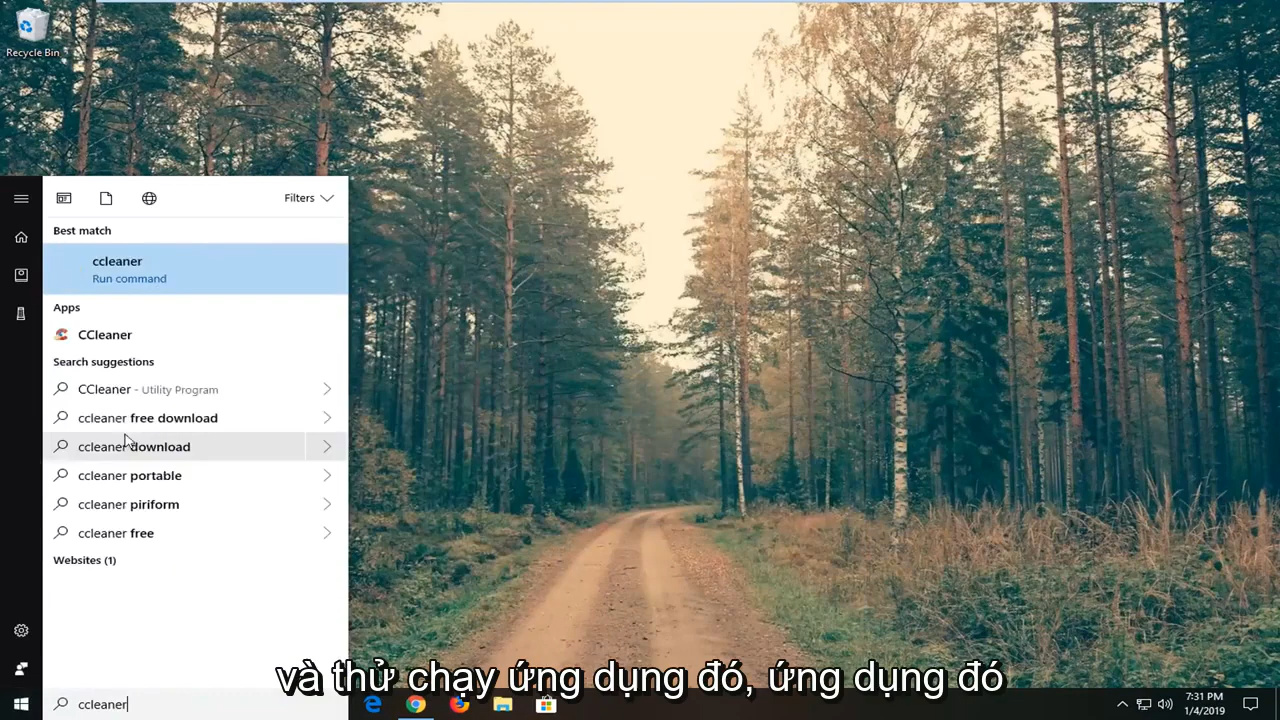 Recycle Bin
Filters
Best match
ccleaner
Run command
Apps
CCleaner
Search suggestions
CCleaner - Utility Program
ccleaner free download
ccleaner download
ccleaner portable
ccleaner piriform
ccleaner free
Websites (1)
và thử chạy ứng dụng đó, ứng dụng đó
ccleaner
7:31 PM
1/4/2019